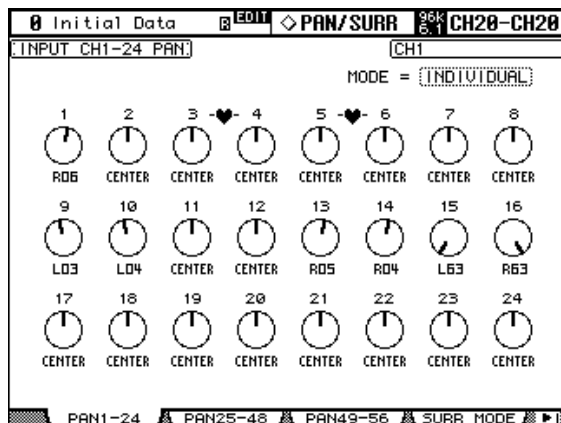 0 Initial Data B EDIT ◇PAN/SURR 96k 6.1 CH20-CH20
INPUT CH1-24 PAN CH1
MODE = INDIVIDUAL
1 2 3 -♥- 4 5 -♥- 6 7 8
R06 CENTER CENTER CENTER CENTER CENTER CENTER CENTER
9 10 11 12 13 14 15 16
L03 L04 CENTER CENTER R05 R04 L63 R63
17 18 19 20 21 22 23 24
CENTER CENTER CENTER CENTER CENTER CENTER CENTER CENTER
PAN1-24 PAN25-48 PAN49-56 SURR MODE